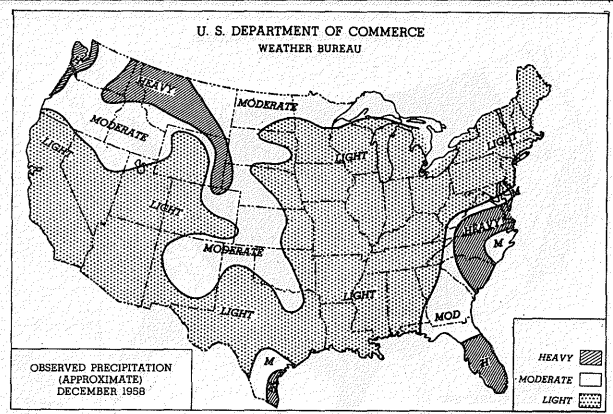 U. S. DEPARTMENT OF COMMERCE
WEATHER BUREAU
H
HEAVY
MODERATE
MODERATE
LIGHT
LIGHT
LIGHT
LIGHT
M
HEAVY
M
MODERATE
LIGHT
LIGHT
MOD
M
H
OBSERVED PRECIPITATION
(APPROXIMATE)
DECEMBER 1958
HEAVY
MODERATE
LIGHT